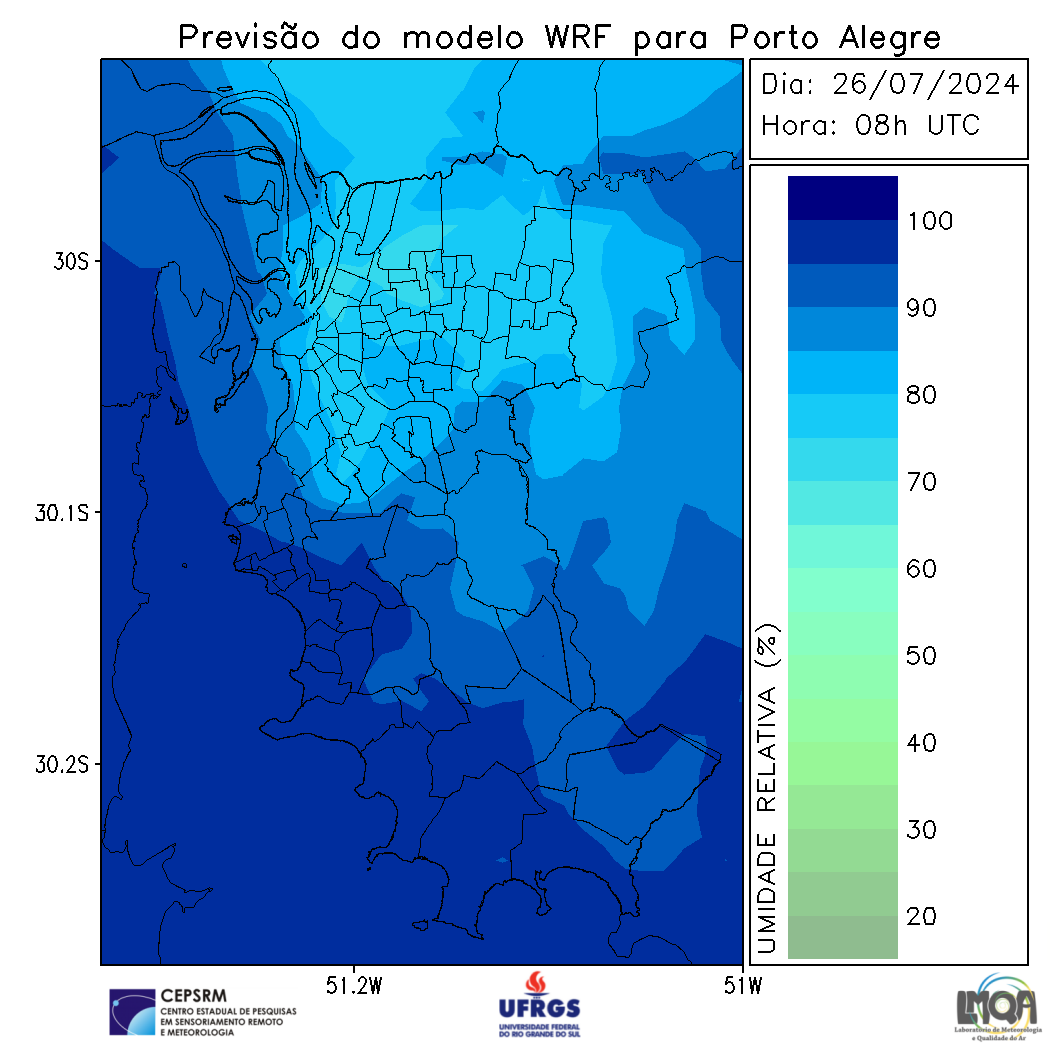 Previsão do modelo WRF para Porto Alegre
Dia: 26/07/2024
Hora: 08h UTC
30S
30.1S
30.2S
51.2W
51W
100
90
80
70
60
50
40
30
20
UMIDADE RELATIVA (%)
CEPSRM
CENTRO ESTADUAL DE PESQUISAS
EM SENSORIAMENTO REMOTO
E METEOROLOGIA
UFRGS
UNIVERSIDADE FEDERAL
DO RIO GRANDE DO SUL
LMQA
Laboratório de Meteorologia
e Qualidade do Ar